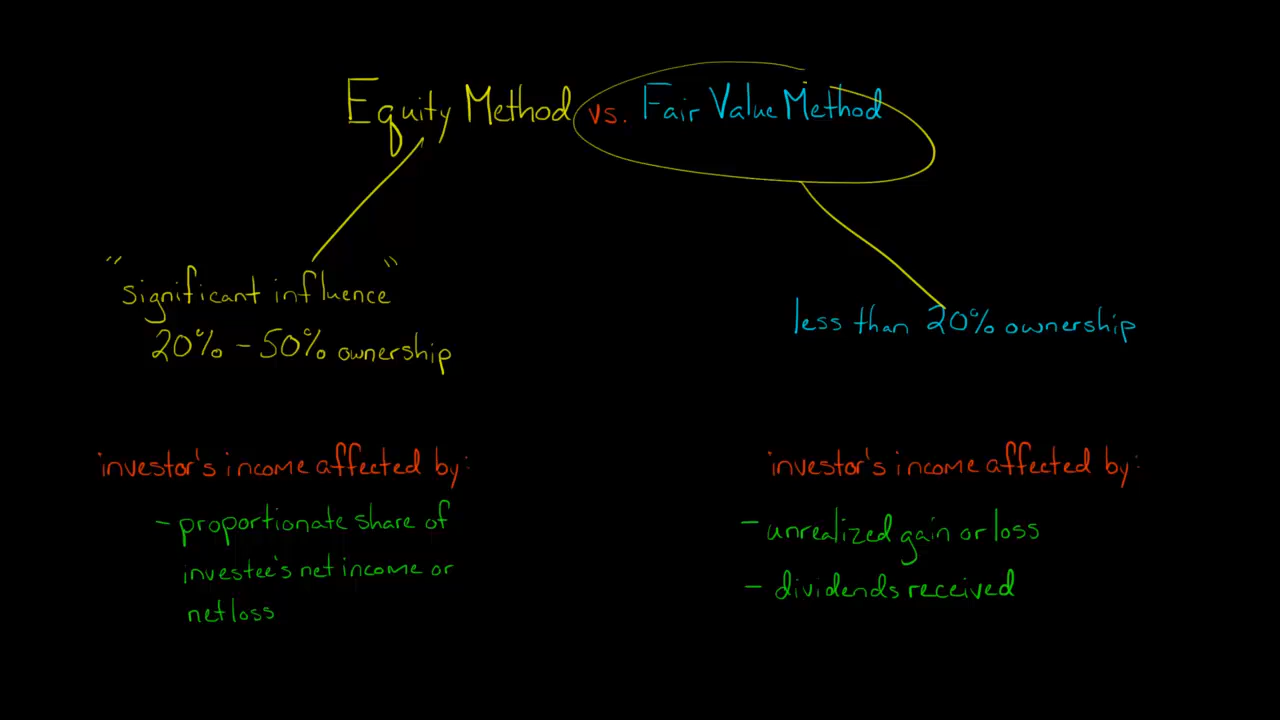 Equity Method vs. Fair Value Method
"significant influence"
20% - 50% ownership
less than 20% ownership
investor's income affected by:
- proportionate share of
investee's net income or
net loss
investor's income affected by:
- unrealized gain or loss
- dividends received